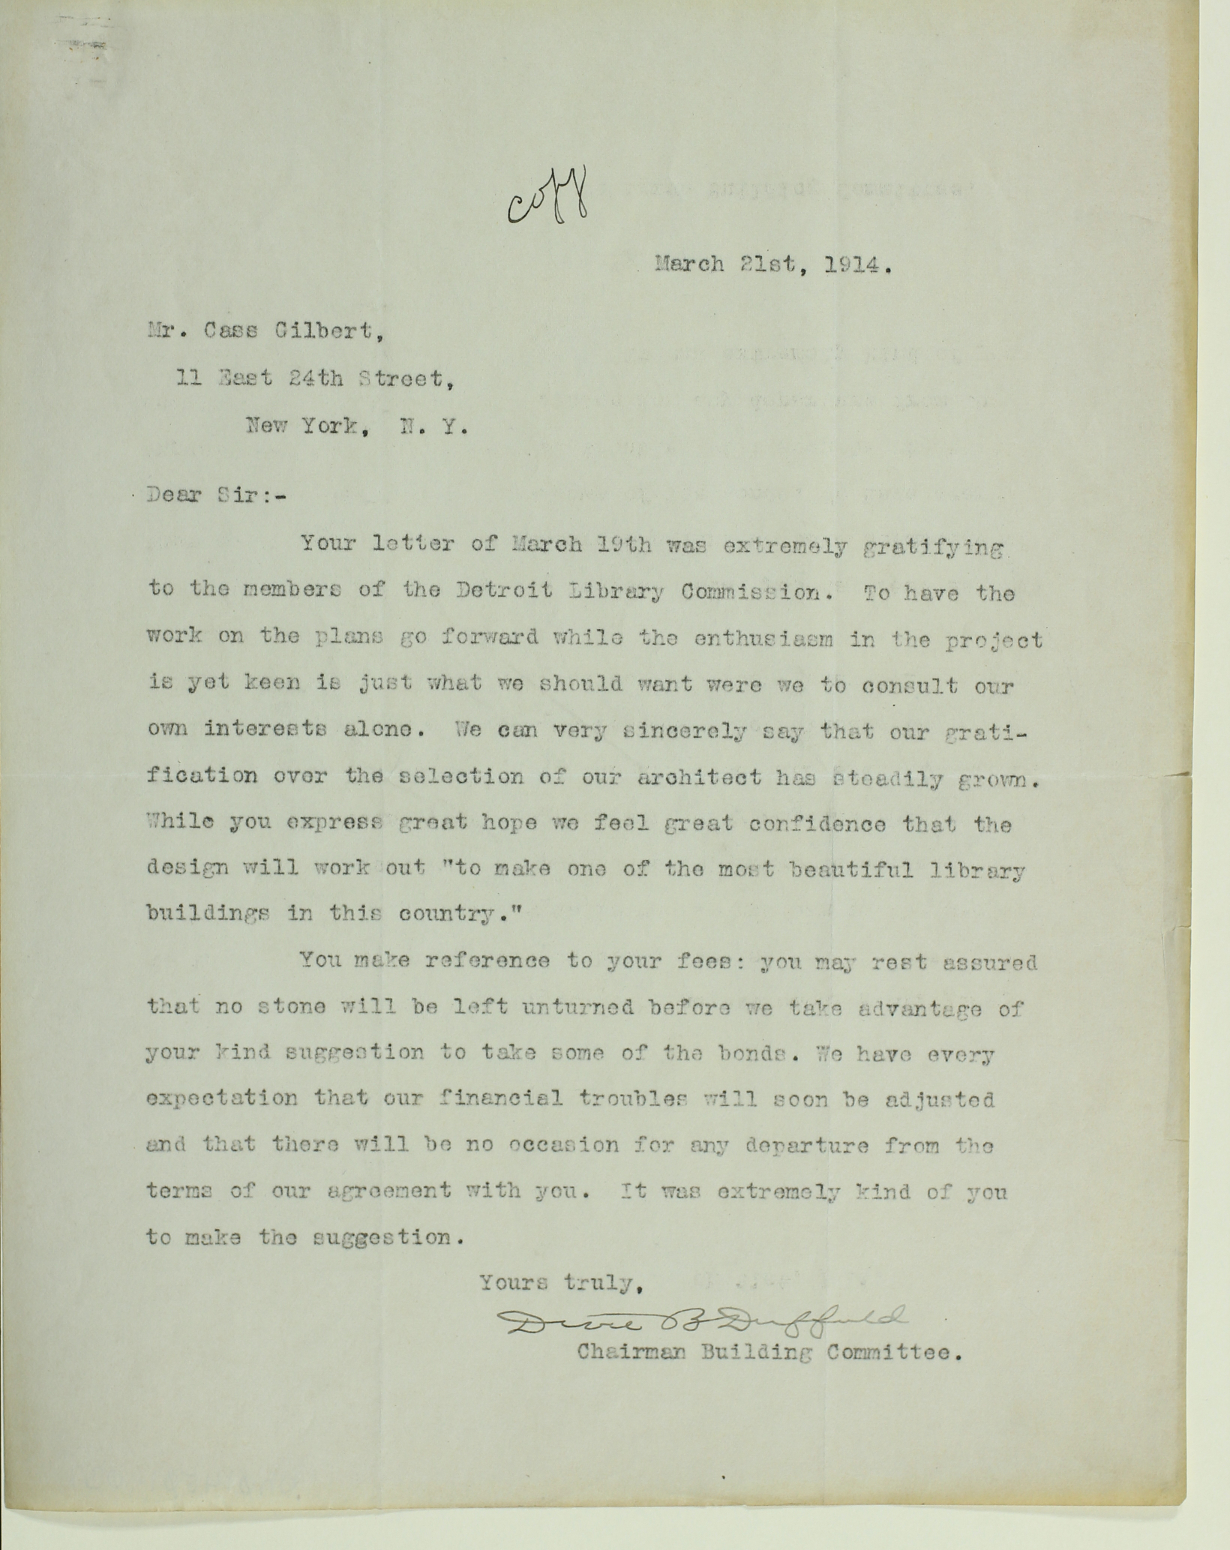 copy
March 21st, 1914.
Mr. Cass Gilbert,
11 East 24th Street,
New York, N. Y.
Dear Sir:-
Your letter of March 19th was extremely gratifying
to the members of the Detroit Library Commission. To have the
work on the plans go forward while the enthusiasm in the project
is yet keen is just what we should want were we to consult our
own interests alone. We can very sincerely say that our grati-
fication over the selection of our architect has steadily grown.
While you express great hope we feel great confidence that the
design will work out "to make one of the most beautiful library
buildings in this country."
You make reference to your fees: you may rest assured
that no stone will be left unturned before we take advantage of
your kind suggestion to take some of the bonds. We have every
expectation that our financial troubles will soon be adjusted
and that there will be no occasion for any departure from the
terms of our agreement with you. It was extremely kind of you
to make the suggestion.
Yours truly,
Divie B Duffield
Chairman Building Committee.